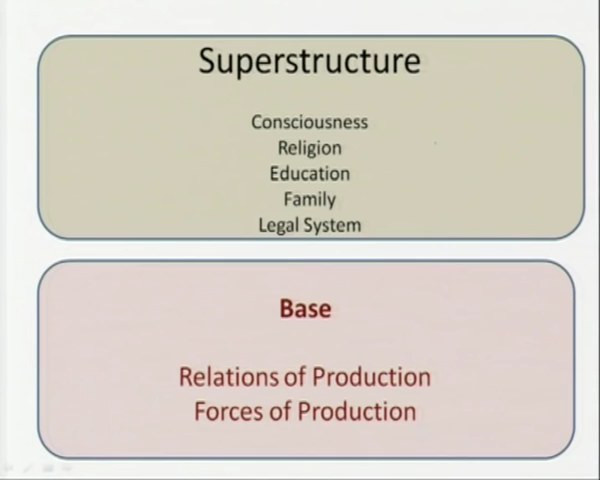 Superstructure
Consciousness
Religion
Education
Family
Legal System
Base
Relations of Production
Forces of Production